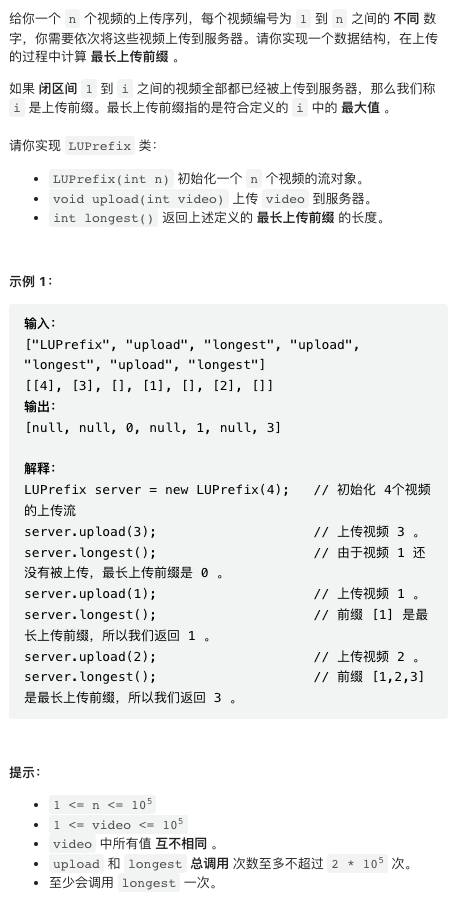 给你一个 n 个视频的上传序列，每个视频编号为 1 到 n 之间的 不同 数
字，你需要依次将这些视频上传到服务器。请你实现一个数据结构，在上传
的过程中计算 最长上传前缀 。
如果 闭区间 1 到 i 之间的视频全部都已经被上传到服务器，那么我们称
i 是上传前缀。最长上传前缀指的是符合定义的 i 中的 最大值 。
请你实现 LUPrefix 类：
• LUPrefix(int n) 初始化一个 n 个视频的流对象。
• void upload(int video) 上传 video 到服务器。
• int longest() 返回上述定义的 最长上传前缀 的长度。
示例 1：
输入：
["LUPrefix", "upload", "longest", "upload",
"longest", "upload", "longest"]
[[4], [3], [], [1], [], [2], []]
输出：
[null, null, 0, null, 1, null, 3]
解释：
LUPrefix server = new LUPrefix(4);   // 初始化 4个视频
的上传流
server.upload(3);                    // 上传视频 3 。
server.longest();                    // 由于视频 1 还
没有被上传，最长上传前缀是 0 。
server.upload(1);                    // 上传视频 1 。
server.longest();                    // 前缀 [1] 是最
长上传前缀，所以我们返回 1 。
server.upload(2);                    // 上传视频 2 。
server.longest();                    // 前缀 [1,2,3]
是最长上传前缀，所以我们返回 3 。
提示：
• 1 <= n <= 10⁵
• 1 <= video <= 10⁵
• video 中所有值 互不相同 。
• upload 和 longest 总调用 次数至多不超过 2 * 10⁵ 次。
• 至少会调用 longest 一次。